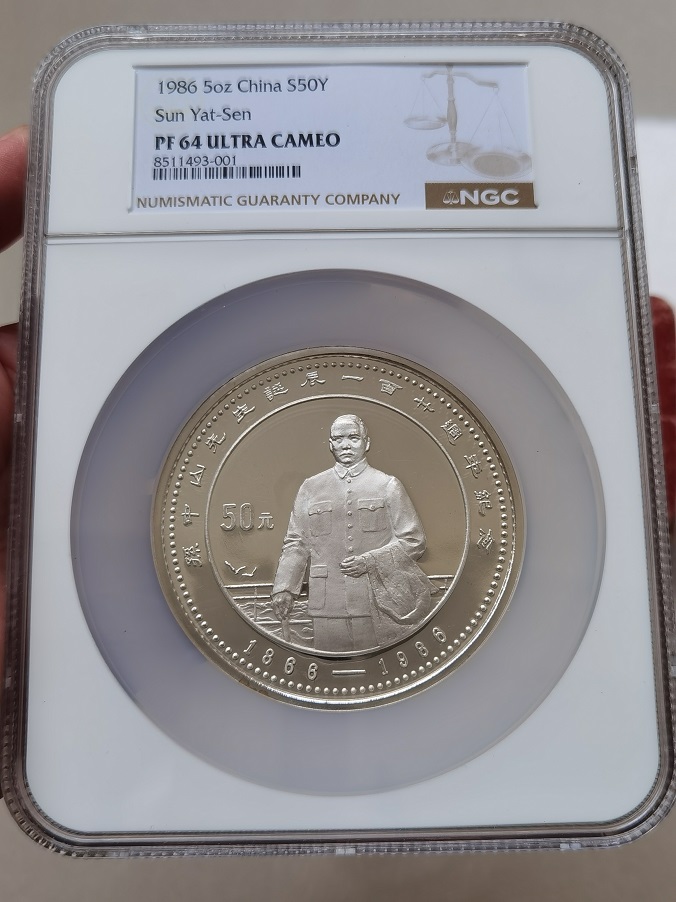 1986 5oz China S50Y
Sun Yat-Sen
PF 64 ULTRA CAMEO
8511493-001
NUMISMATIC GUARANTY COMPANY
NGC
孫中山先生誕辰一百廿週年紀念
50元
1866—1986